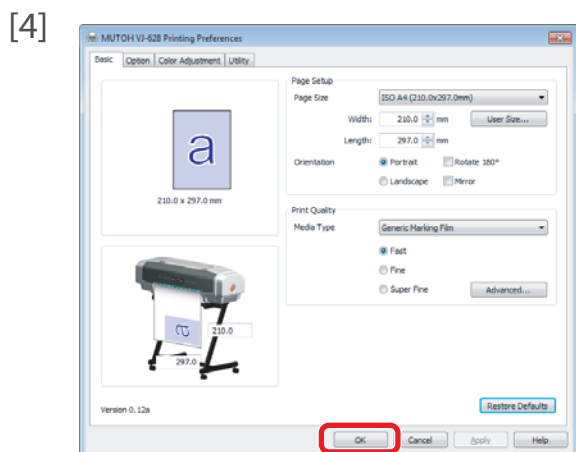 [4]
MUTOH VJ-628 Printing Preferences
Basic Option Color Adjustment Utility
Page Setup
Page Size ISO A4 (210.0x297.0mm)
Width: 210.0 mm User Size...
Length: 297.0 mm
Orientation Portrait Rotate 180°
Landscape Mirror
a
210.0 x 297.0 mm
Print Quality
Media Type Generic Marking Film
Fast
Fine
Super Fine Advanced...
a
210.0
297.0
Version 0.12a
Restore Defaults
OK Cancel Apply Help